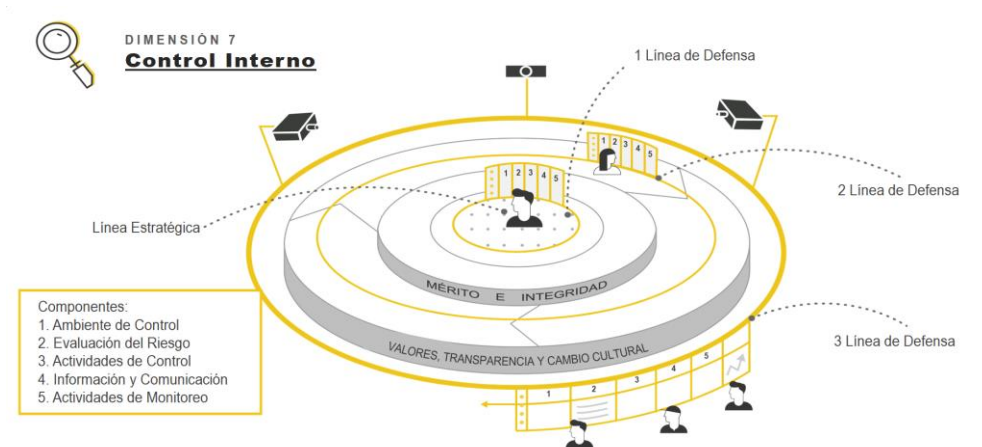 DIMENSIÓN 7
Control Interno
1 Línea de Defensa
1 2 3 4 5
1 2 3 4 5
2 Línea de Defensa
Línea Estratégica
MÉRITO E INTEGRIDAD
Componentes:
1. Ambiente de Control
2. Evaluación del Riesgo
3. Actividades de Control
4. Información y Comunicación
5. Actividades de Monitoreo
VALORES, TRANSPARENCIA Y CAMBIO CULTURAL
3 Línea de Defensa
1 2 3 4 5